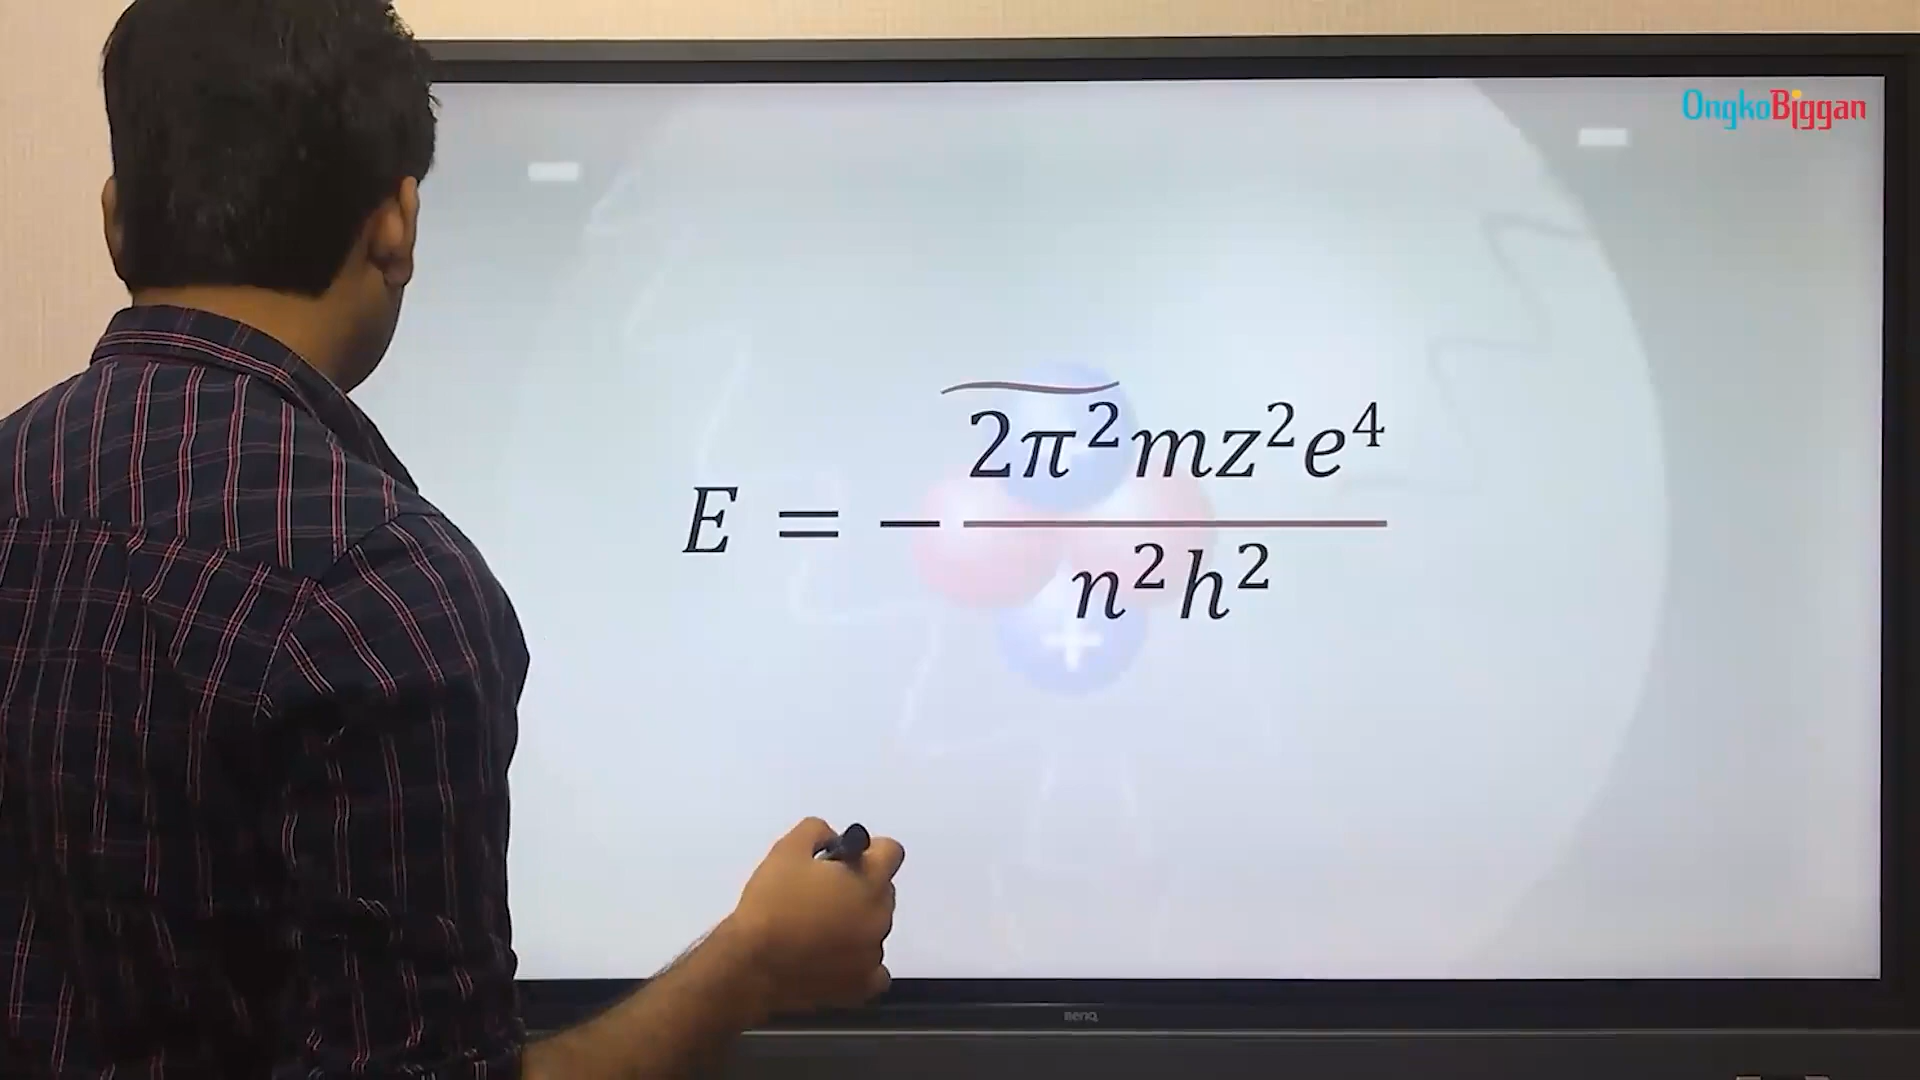 OngkoBiggan
E = − 2π²mz²e⁴ / n²h²
+
BenQ